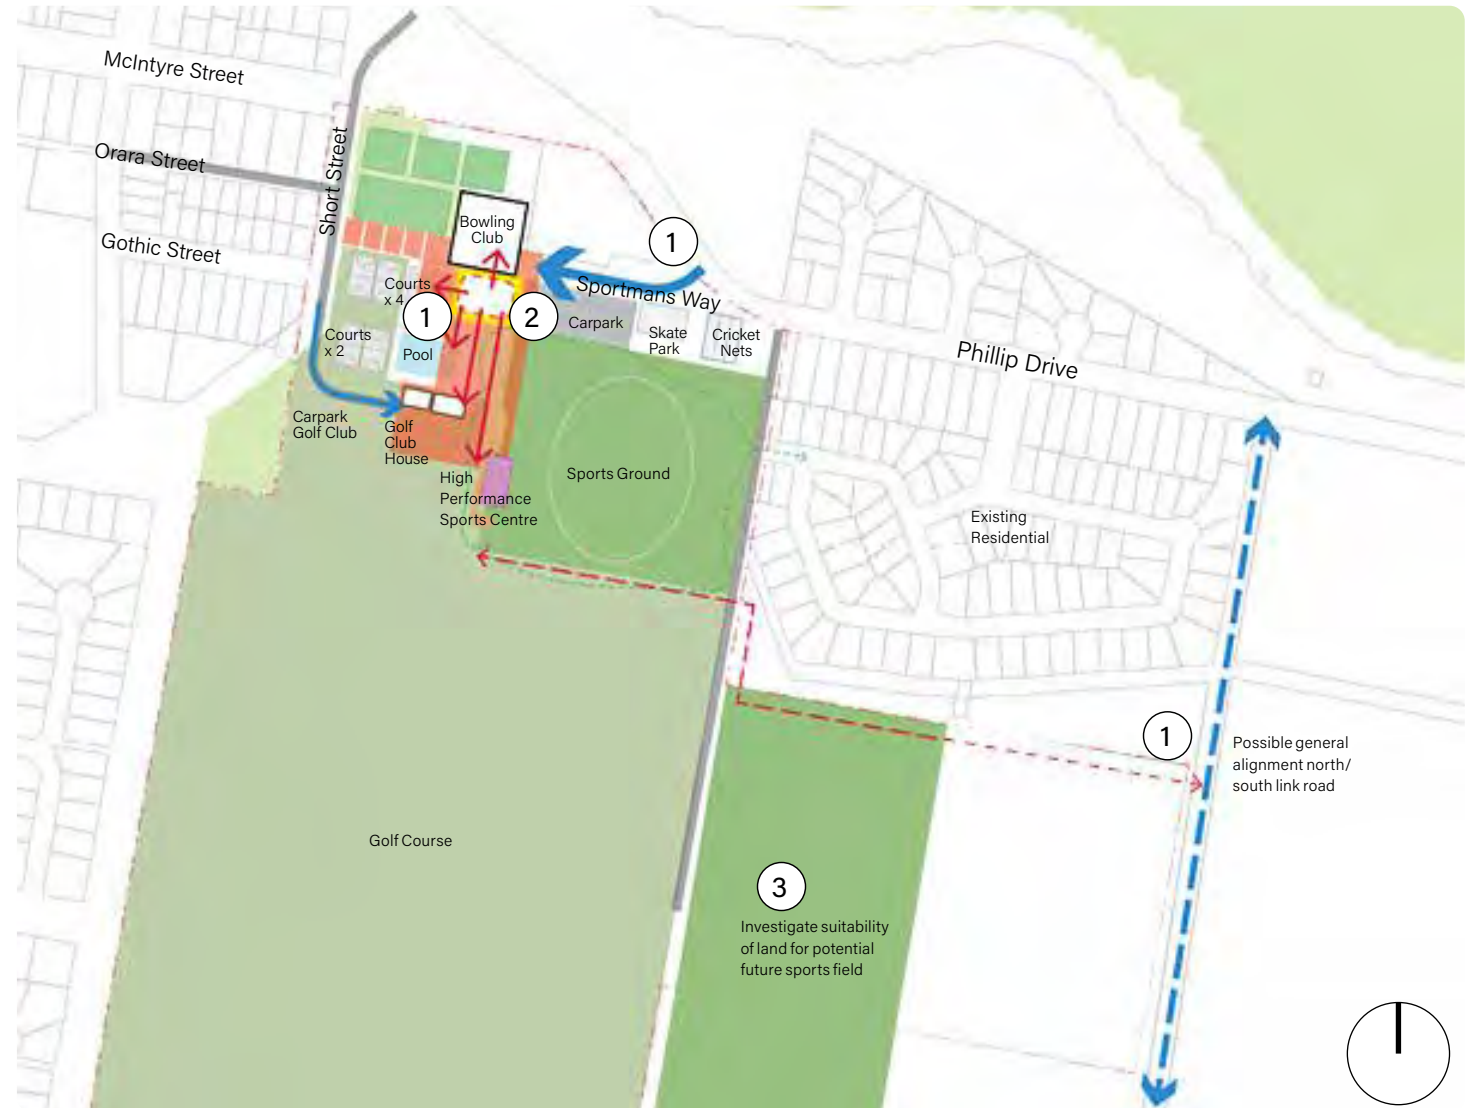 McIntyre Street
Orara Street
Short Street
Gothic Street
Bowling
Club
1
Sportmans Way
Courts
x 4
1
2
Carpark
Skate
Park
Cricket
Nets
Courts
x 2
Pool
Phillip Drive
Carpark
Golf Club
Golf
Club
House
High
Performance
Sports Centre
Sports Ground
Existing
Residential
1
Possible general
alignment north/
south link road
Golf Course
3
Investigate suitability
of land for potential
future sports field